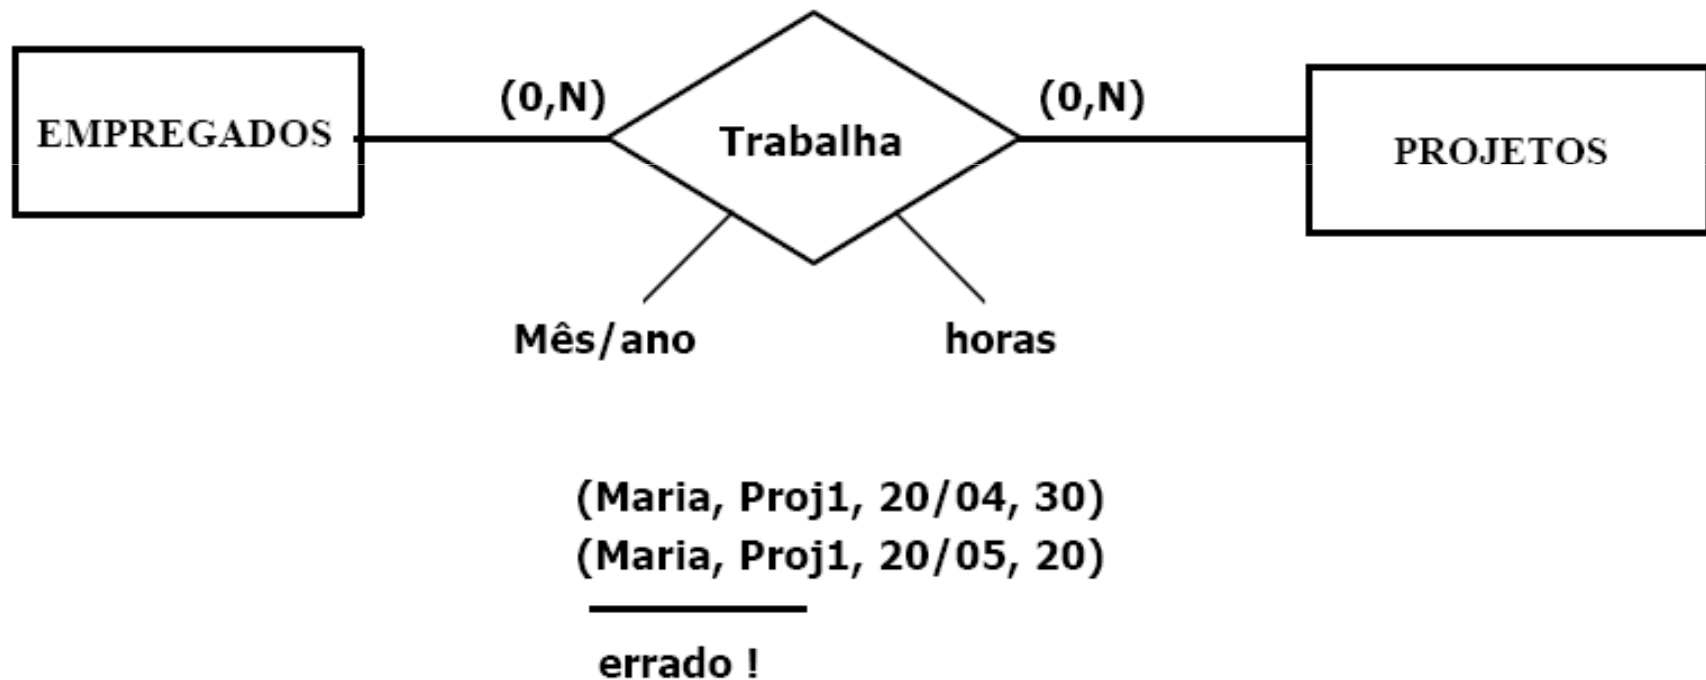 (0,N)
(0,N)
EMPREGADOS
Trabalha
PROJETOS
Mês/ano
horas
(Maria, Proj1, 20/04, 30)
(Maria, Proj1, 20/05, 20)
errado !